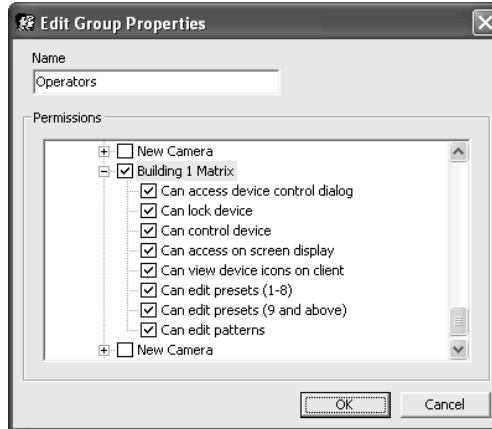 Edit Group Properties
Name
Operators
Permissions
New Camera
Building 1 Matrix
Can access device control dialog
Can lock device
Can control device
Can access on screen display
Can view device icons on client
Can edit presets (1-8)
Can edit presets (9 and above)
Can edit patterns
New Camera
OK Cancel